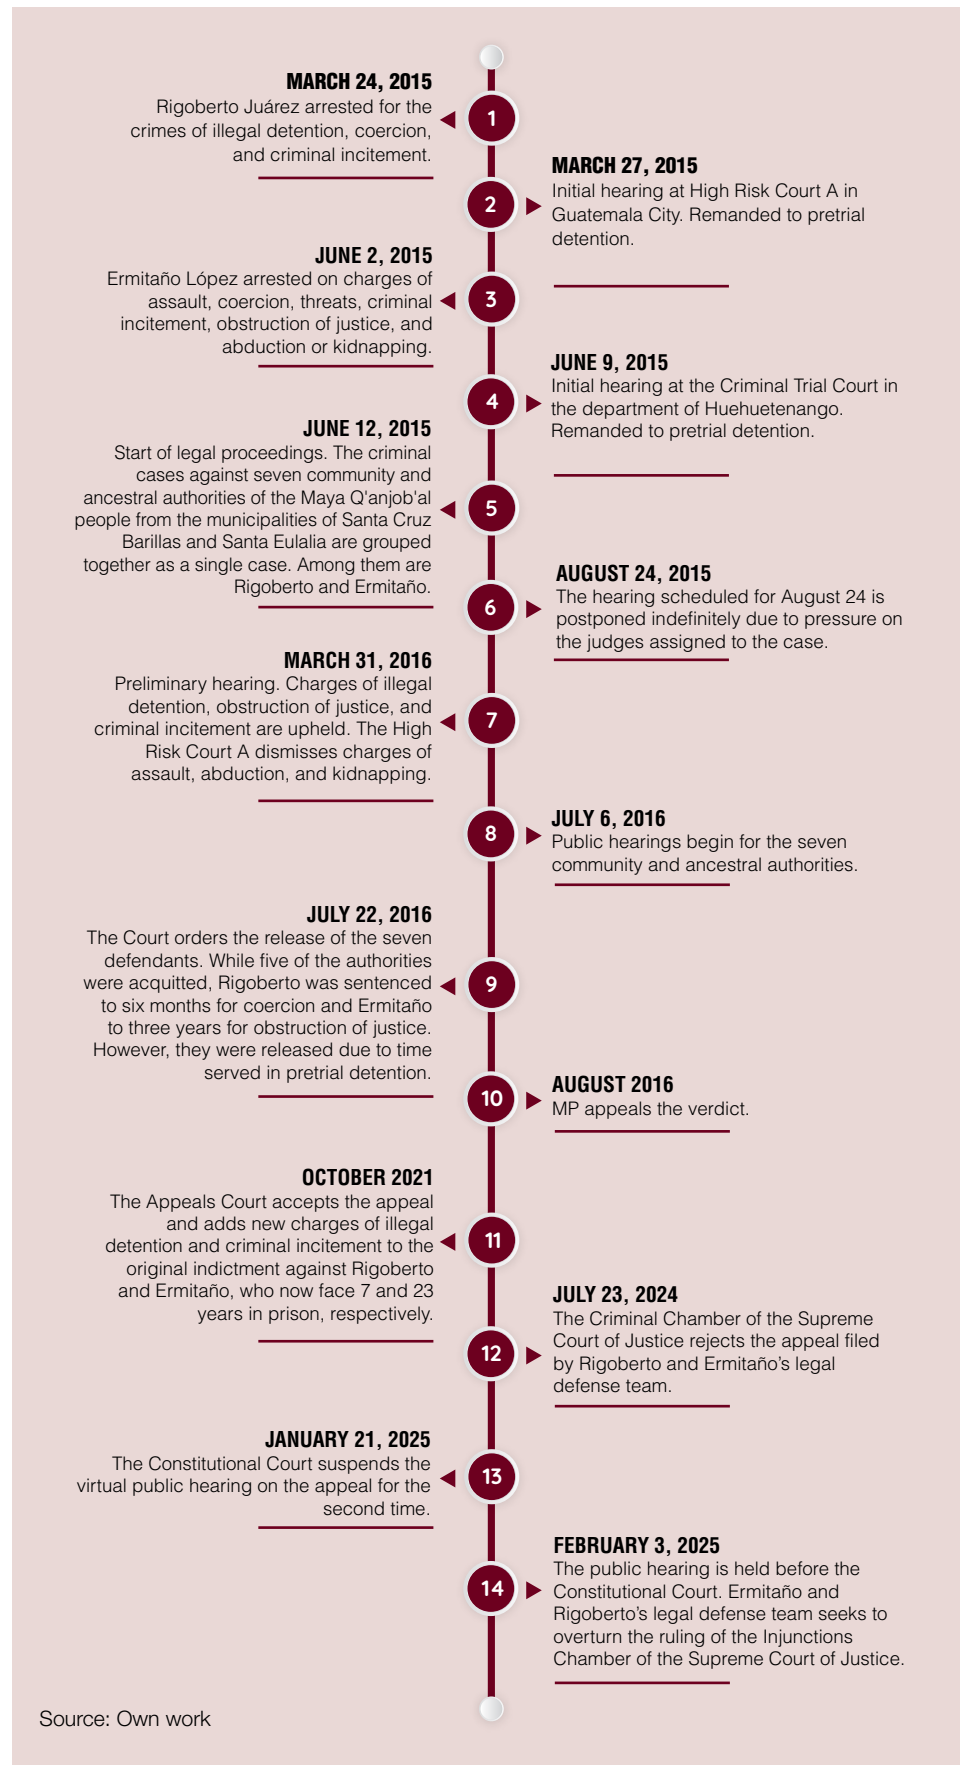 MARCH 24, 2015
Rigoberto Juárez arrested for the
crimes of illegal detention, coercion,
and criminal incitement.
1
MARCH 27, 2015
Initial hearing at High Risk Court A in
Guatemala City. Remanded to pretrial
detention.
2
JUNE 2, 2015
Ermitaño López arrested on charges of
assault, coercion, threats, criminal
incitement, obstruction of justice, and
abduction or kidnapping.
3
JUNE 9, 2015
Initial hearing at the Criminal Trial Court in
the department of Huehuetenango.
Remanded to pretrial detention.
4
JUNE 12, 2015
Start of legal proceedings. The criminal
cases against seven community and
ancestral authorities of the Maya Q'anjob'al
people from the municipalities of Santa Cruz
Barillas and Santa Eulalia are grouped
together as a single case. Among them are
Rigoberto and Ermitaño.
5
AUGUST 24, 2015
The hearing scheduled for August 24 is
postponed indefinitely due to pressure on
the judges assigned to the case.
6
MARCH 31, 2016
Preliminary hearing. Charges of illegal
detention, obstruction of justice, and
criminal incitement are upheld. The High
Risk Court A dismisses charges of
assault, abduction, and kidnapping.
7
JULY 6, 2016
Public hearings begin for the seven
community and ancestral authorities.
8
JULY 22, 2016
The Court orders the release of the seven
defendants. While five of the authorities
were acquitted, Rigoberto was sentenced
to six months for coercion and Ermitaño
to three years for obstruction of justice.
However, they were released due to time
served in pretrial detention.
9
AUGUST 2016
MP appeals the verdict.
10
OCTOBER 2021
The Appeals Court accepts the appeal
and adds new charges of illegal
detention and criminal incitement to the
original indictment against Rigoberto
and Ermitaño, who now face 7 and 23
years in prison, respectively.
11
JULY 23, 2024
The Criminal Chamber of the Supreme
Court of Justice rejects the appeal filed
by Rigoberto and Ermitaño’s legal
defense team.
12
JANUARY 21, 2025
The Constitutional Court suspends the
virtual public hearing on the appeal for the
second time.
13
FEBRUARY 3, 2025
The public hearing is held before the
Constitutional Court. Ermitaño and
Rigoberto’s legal defense team seeks to
overturn the ruling of the Injunctions
Chamber of the Supreme Court of Justice.
14
Source: Own work